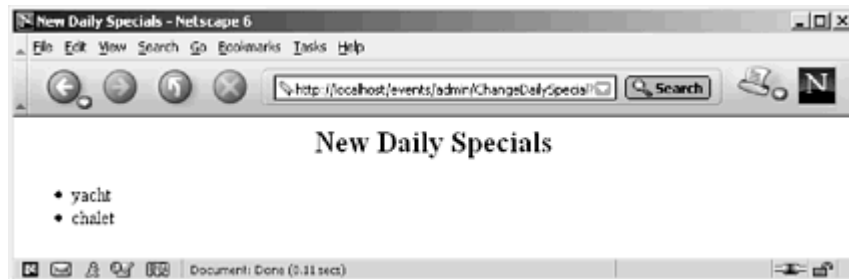 New Daily Specials - Netscape 6
File Edit View Search Go Bookmarks Tasks Help
http://localhost/events/admin/ChangeDailySpecial
Search
N
New Daily Specials
• yacht
• chalet
Document: Done (0.11 secs)